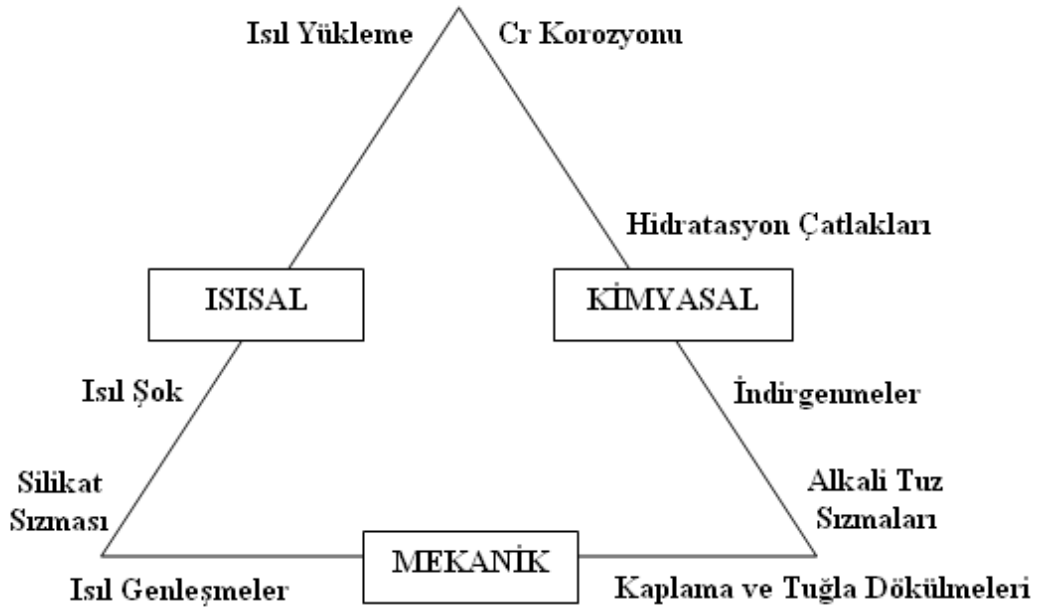 Isıl Yükleme
Cr Korozyonu
Hidratasyon Çatlakları
ISISAL
KİMYASAL
Isıl Şok
İndirgenmeler
Silikat
Sızması
Alkali Tuz
Sızmaları
MEKANİK
Isıl Genleşmeler
Kaplama ve Tuğla Dökülmeleri